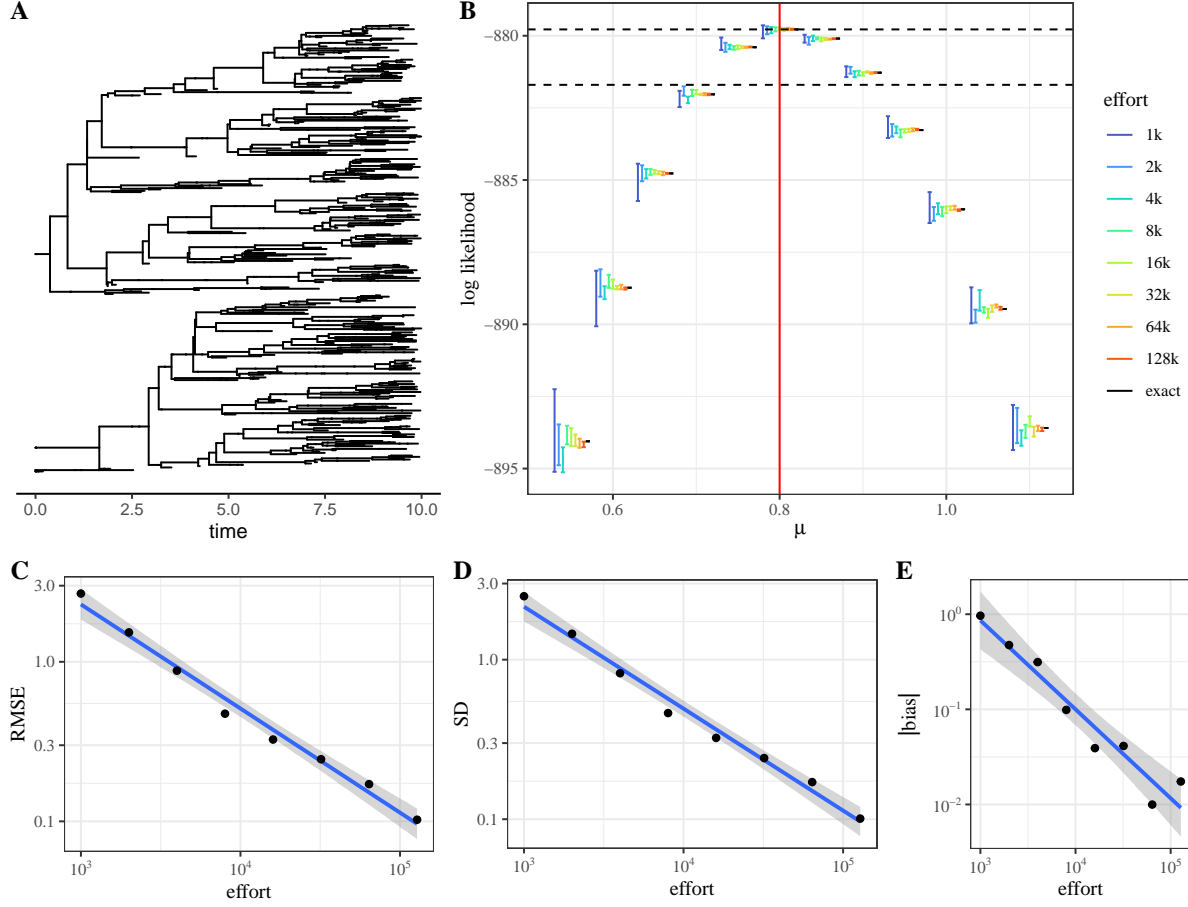 A
0.0 2.5 5.0 7.5 10.0
time
B
−880
−885
−890
−895
log likelihood
0.6 0.8 1.0
μ
effort
1k
2k
4k
8k
16k
32k
64k
128k
exact
C
3.0
1.0
0.3
0.1
RMSE
10³ 10⁴ 10⁵
effort
D
3.0
1.0
0.3
0.1
SD
10³ 10⁴ 10⁵
effort
E
10⁰
10⁻¹
10⁻²
|bias|
10³ 10⁴ 10⁵
effort